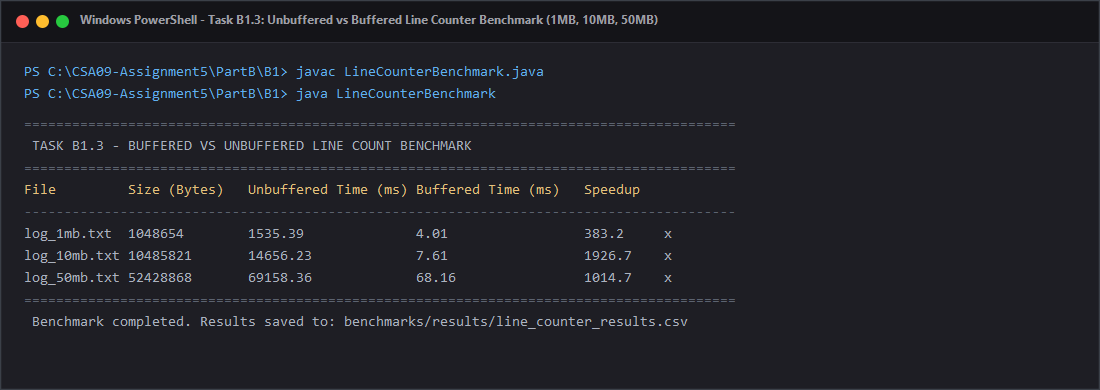 Windows PowerShell - Task B1.3: Unbuffered vs Buffered Line Counter Benchmark (1MB, 10MB, 50MB)
PS C:\CSA09-Assignment5\PartB\B1> javac LineCounterBenchmark.java
PS C:\CSA09-Assignment5\PartB\B1> java LineCounterBenchmark
=========================================================================================
 TASK B1.3 - BUFFERED VS UNBUFFERED LINE COUNT BENCHMARK
=========================================================================================
File         Size (Bytes)   Unbuffered Time (ms) Buffered Time (ms)   Speedup
-----------------------------------------------------------------------------------------
log_1mb.txt  1048654        1535.39              4.01                 383.2     x
log_10mb.txt 10485821       14656.23             7.61                 1926.7    x
log_50mb.txt 52428868       69158.36             68.16                1014.7    x
=========================================================================================
 Benchmark completed. Results saved to: benchmarks/results/line_counter_results.csv